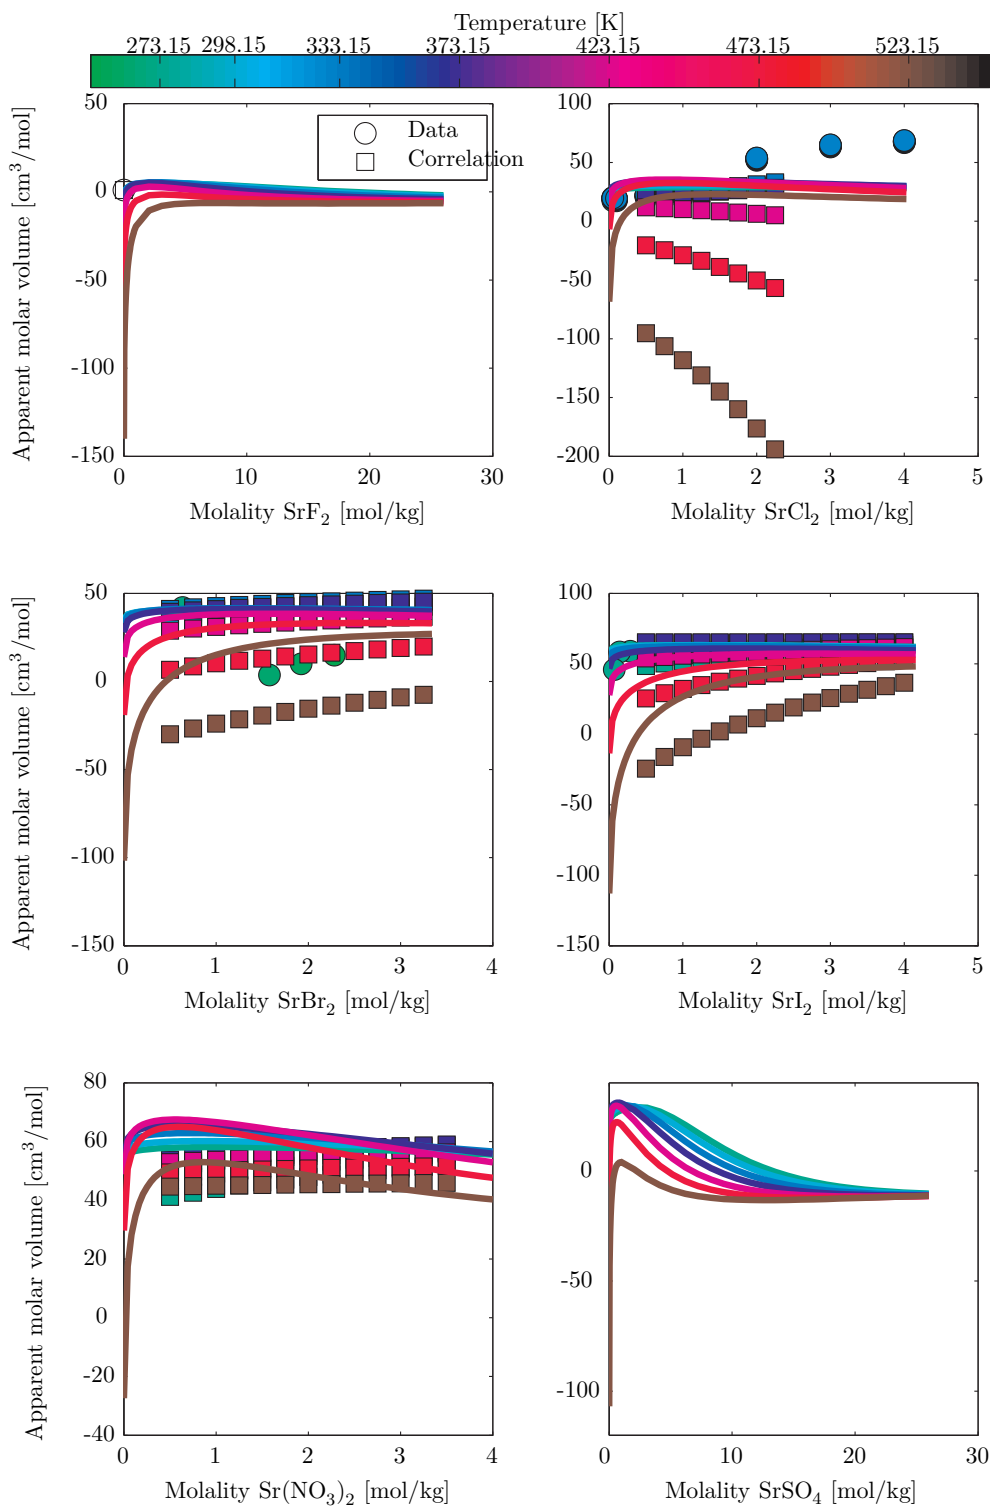 Temperature [K]
273.15 298.15 333.15 373.15 423.15 473.15 523.15
Data
Correlation
Apparent molar volume [cm³/mol]
50
0
-50
-100
-150
0 10 20 30
Molality SrF₂ [mol/kg]
100
50
0
-50
-100
-150
-200
0 1 2 3 4 5
Molality SrCl₂ [mol/kg]
Apparent molar volume [cm³/mol]
50
0
-50
-100
-150
0 1 2 3 4
Molality SrBr₂ [mol/kg]
100
50
0
-50
-100
-150
0 1 2 3 4 5
Molality SrI₂ [mol/kg]
Apparent molar volume [cm³/mol]
80
60
40
20
0
-20
-40
0 1 2 3 4
Molality Sr(NO₃)₂ [mol/kg]
0
-50
-100
0 10 20 30
Molality SrSO₄ [mol/kg]